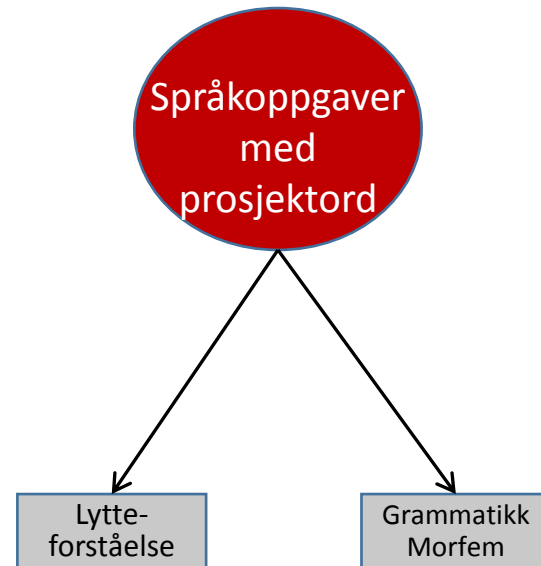 Språkoppgaver
med
prosjektord
Lytte-
forståelse
Grammatikk
Morfem